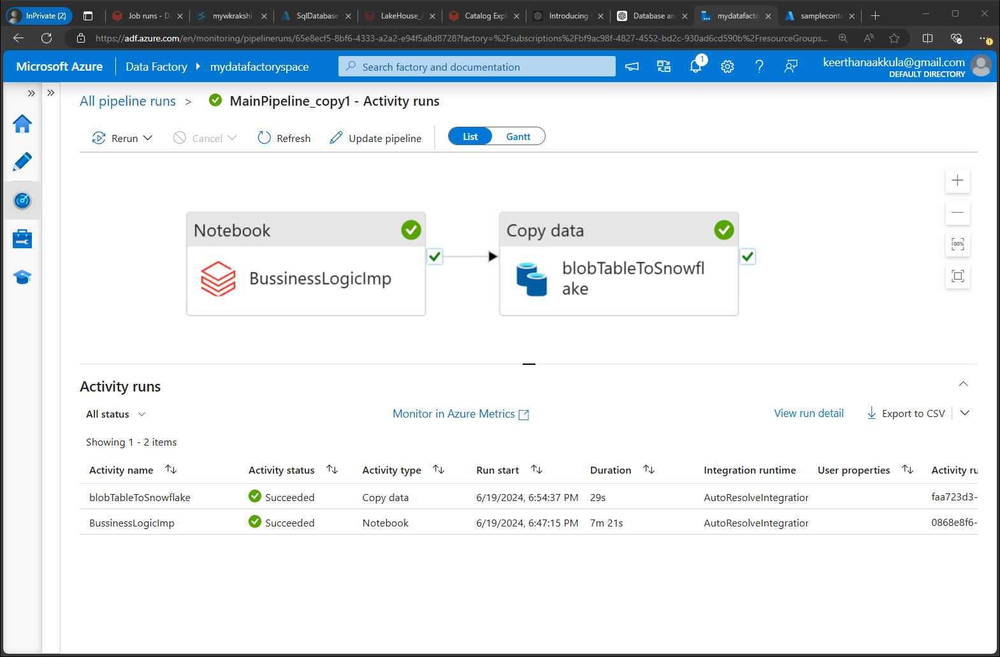 InPrivate (2)
Job runs - Da
mywkrakshi
SqlDatabase
LakeHouse_A
Catalog Expl
Introducing
Database an
mydatafacto
sampleconta
https://adf.azure.com/en/monitoring/pipelineruns/65e8ecf5-8bf6-4333-a2a2-e94f5a8d8728?factory=%2Fsubscriptions%2Fbf9ac98f-4827-4552-bd2c-930ad6cd590b%2FresourceGroups...
Microsoft Azure
Data Factory
mydatafactoryspace
Search factory and documentation
1
keerthanaakkula@gmail.com
DEFAULT DIRECTORY
All pipeline runs > MainPipeline_copy1 - Activity runs
Rerun
Cancel
Refresh
Update pipeline
List
Gantt
100%
Notebook
BussinessLogicImp
Copy data
blobTableToSnowfl
ake
Activity runs
All status
Monitor in Azure Metrics
View run detail
Export to CSV
Showing 1 - 2 items
Activity name Activity status Activity type Run start Duration Integration runtime User properties Activity ru
blobTableToSnowflake Succeeded Copy data 6/19/2024, 6:54:37 PM 29s AutoResolveIntegration faa723d3-
BussinessLogicImp Succeeded Notebook 6/19/2024, 6:47:15 PM 7m 21s AutoResolveIntegration 0868e8f6-